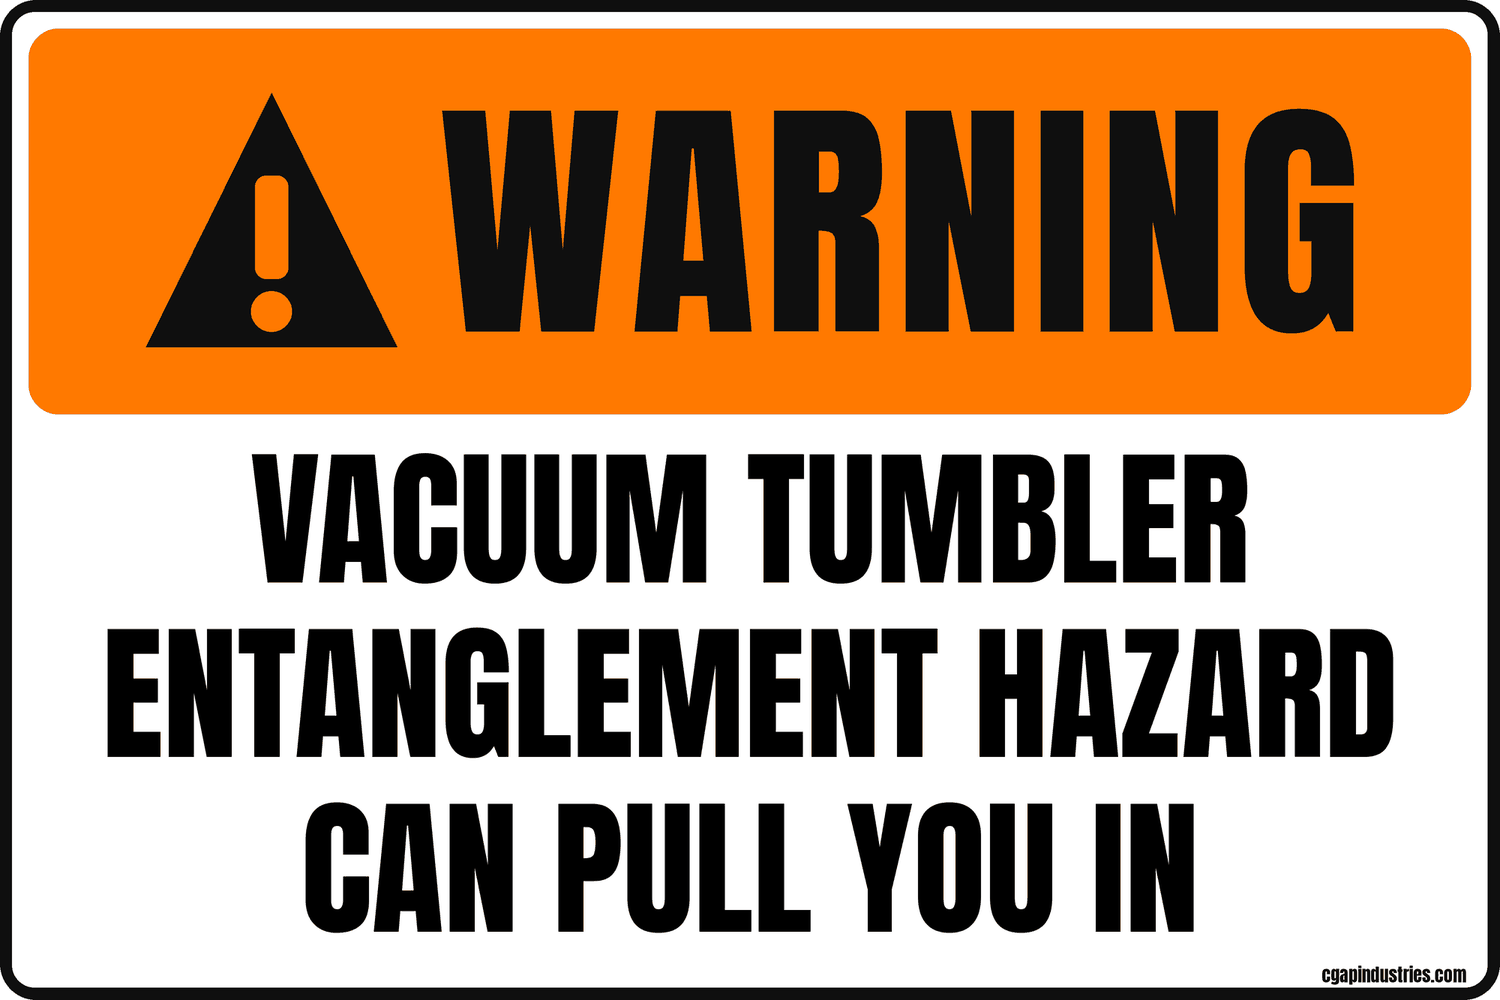 WARNING
VACUUM TUMBLER
ENTANGLEMENT HAZARD
CAN PULL YOU IN
cgapindustries.com